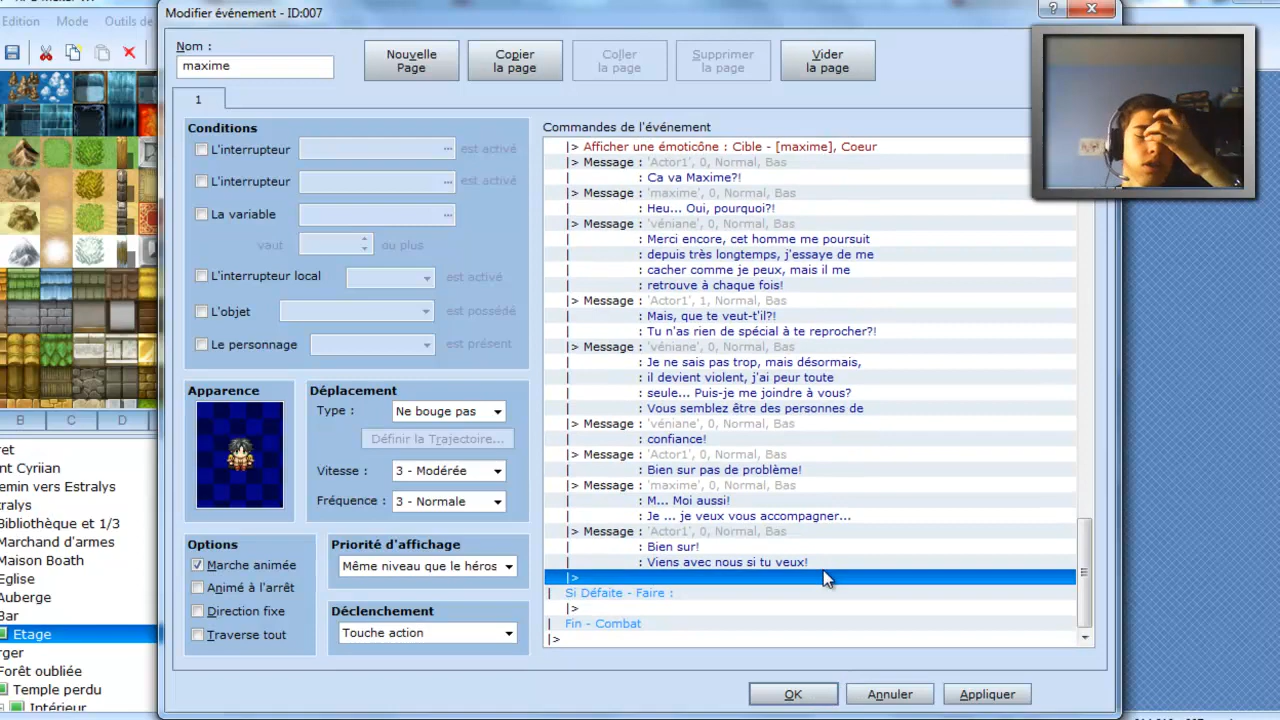 Modifier événement - ID:007
Edition Mode Outils de
Nom :
maxime
Nouvelle
Page
Copier
la page
Coller
la page
Supprimer
la page
Vider
la page
1
Conditions
L'interrupteur ... est activé
L'interrupteur ... est activé
La variable ...
vaut ou plus
L'interrupteur local est activé
L'objet est possédé
Le personnage est présent
Apparence
Déplacement
Type : Ne bouge pas
Définir la Trajectoire...
Vitesse : 3 - Modérée
Fréquence : 3 - Normale
Options
Marche animée
Animé à l'arrêt
Direction fixe
Traverse tout
Priorité d'affichage
Même niveau que le héros
Déclenchement
Touche action
Commandes de l'événement
|> Afficher une émoticône : Cible - [maxime], Coeur
|> Message : 'Actor1', 0, Normal, Bas
| : Ca va Maxime?!
|> Message : 'maxime', 0, Normal, Bas
| : Heu... Oui, pourquoi?!
|> Message : 'véniane', 0, Normal, Bas
| : Merci encore, cet homme me poursuit
| : depuis très longtemps, j'essaye de me
| : cacher comme je peux, mais il me
| : retrouve à chaque fois!
|> Message : 'Actor1', 1, Normal, Bas
| : Mais, que te veut-t'il?!
| : Tu n'as rien de spécial à te reprocher?!
|> Message : 'véniane', 0, Normal, Bas
| : Je ne sais pas trop, mais désormais,
| : il devient violent, j'ai peur toute
| : seule... Puis-je me joindre à vous?
| : Vous semblez être des personnes de
|> Message : 'véniane', 0, Normal, Bas
| : confiance!
|> Message : 'Actor1', 0, Normal, Bas
| : Bien sur pas de problème!
|> Message : 'maxime', 0, Normal, Bas
| : M... Moi aussi!
| : Je ... je veux vous accompagner...
|> Message : 'Actor1', 0, Normal, Bas
| : Bien sur!
| : Viens avec nous si tu veux!
|>
| Si Défaite - Faire :
|>
| Fin - Combat
|>
OK
Annuler
Appliquer
B C D
ret
nt Cyriian
emin vers Estralys
ralys
Bibliothèque et 1/3
Marchand d'armes
Maison Boath
Eglise
Auberge
Bar
Etage
rger
Forêt oubliée
Temple perdu
Intérieur